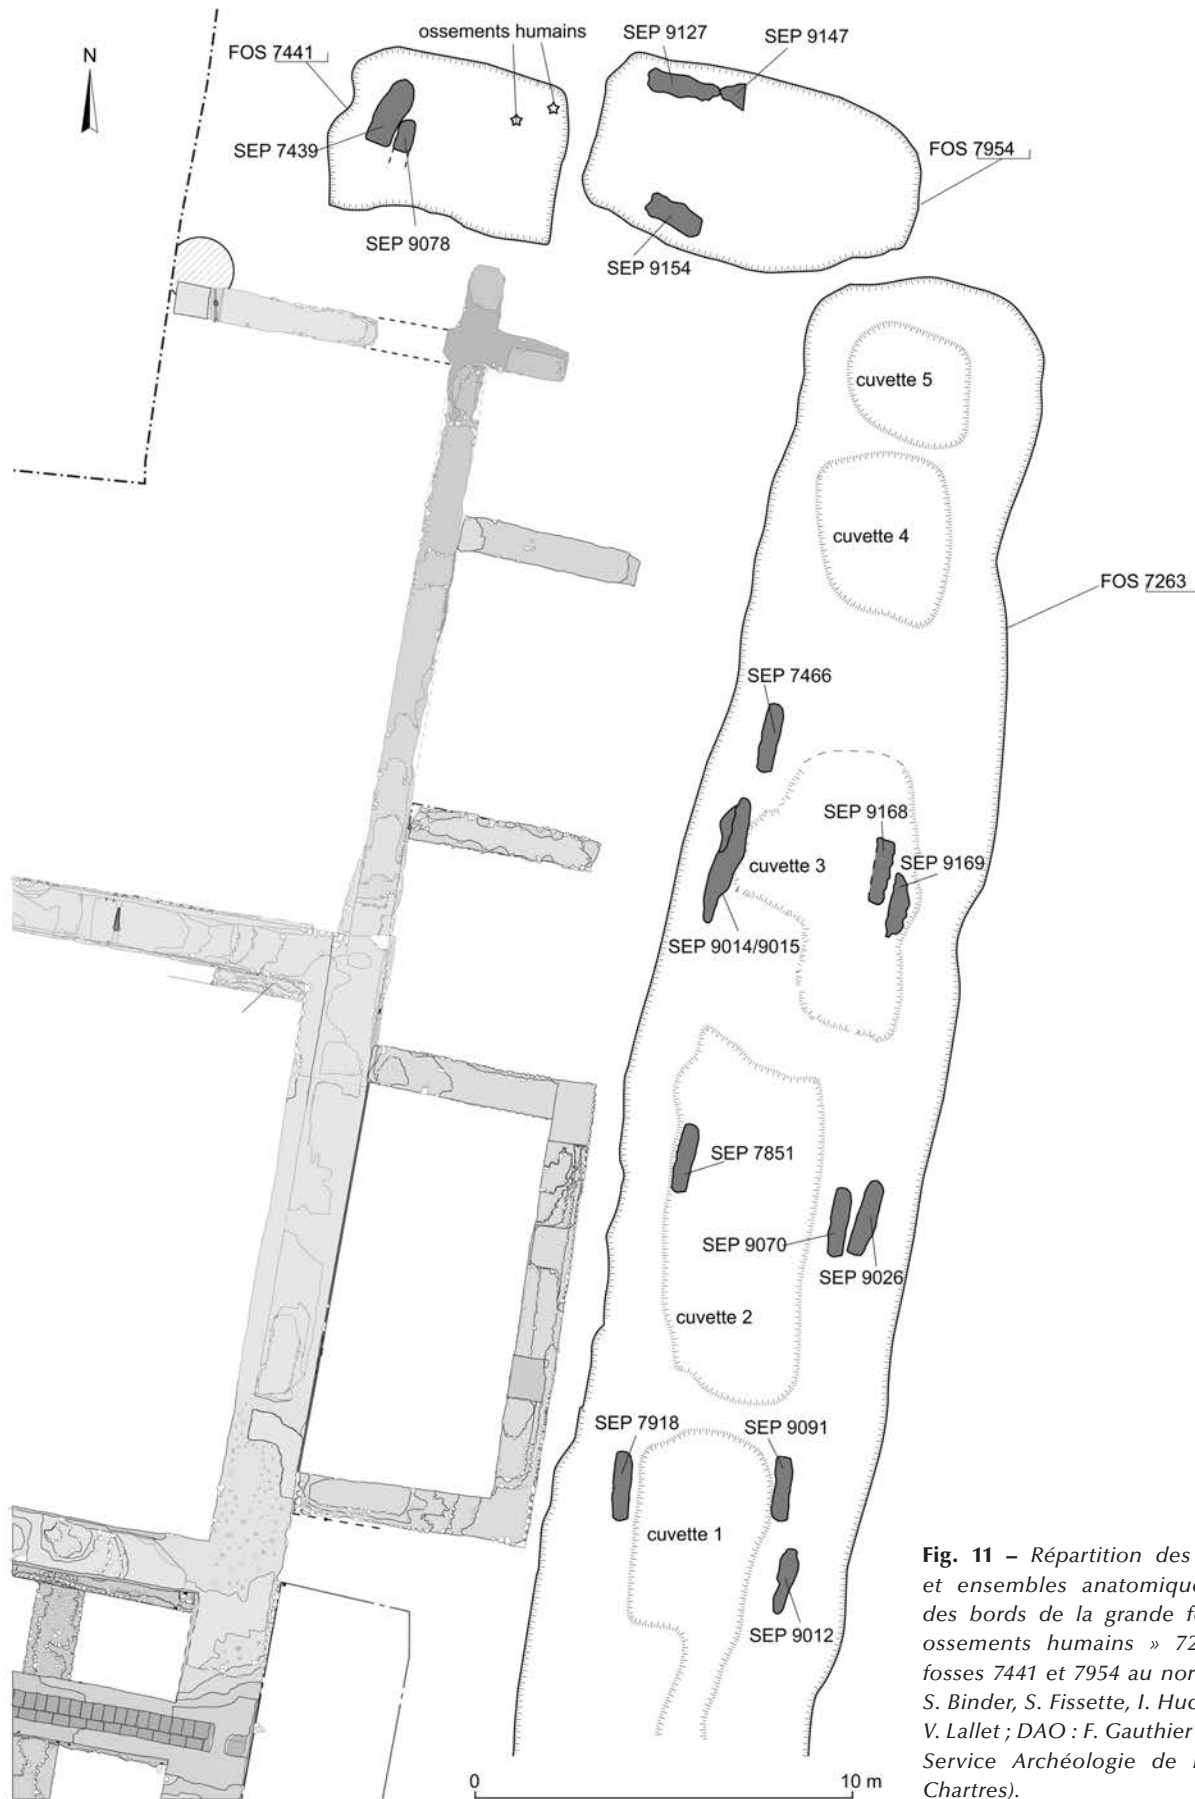 ossements humains
SEP 9127
SEP 9147
FOS 7441
N
SEP 7439
FOS 7954
SEP 9078
SEP 9154
cuvette 5
cuvette 4
FOS 7263
SEP 7466
SEP 9168
cuvette 3
SEP 9169
SEP 9014/9015
SEP 7851
SEP 9070
SEP 9026
cuvette 2
SEP 7918
SEP 9091
cuvette 1
SEP 9012
0
10 m
Fig. 11 – Répartition des
et ensembles anatomique
des bords de la grande
ossements humains »
fosses 7441 et 7954 au
S. Binder, S. Fissette, I.
V. Lallet ; DAO : F. Gauthier
Service Archéologie de
Chartres).